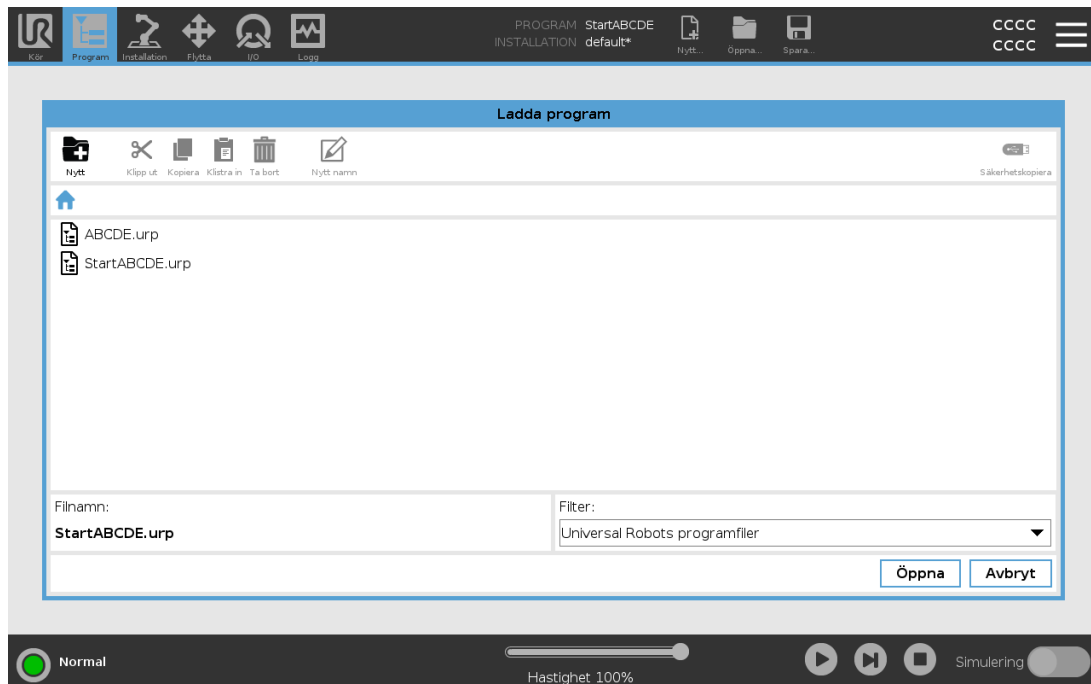 UR
Kör
Program
Installation
Flytta
I/O
Logg
PROGRAM StartABCDE
INSTALLATION default*
Nytt...
Öppna...
Spara...
CCCC
CCCC
Ladda program
Nytt
Klipp ut
Kopiera
Klistra in
Ta bort
Nytt namn
Säkerhetskopiera
ABCDE.urp
StartABCDE.urp
Filnamn:
StartABCDE.urp
Filter:
Universal Robots programfiler
Öppna
Avbryt
Normal
Hastighet 100%
Simulering